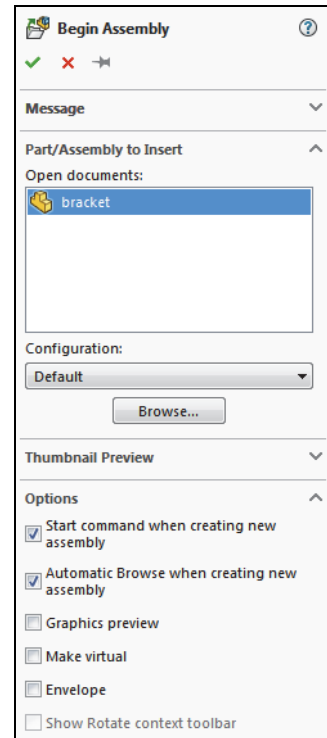 Begin Assembly
Message
Part/Assembly to Insert
Open documents:
bracket
Configuration:
Default
Browse...
Thumbnail Preview
Options
Start command when creating new
assembly
Automatic Browse when creating new
assembly
Graphics preview
Make virtual
Envelope
Show Rotate context toolbar